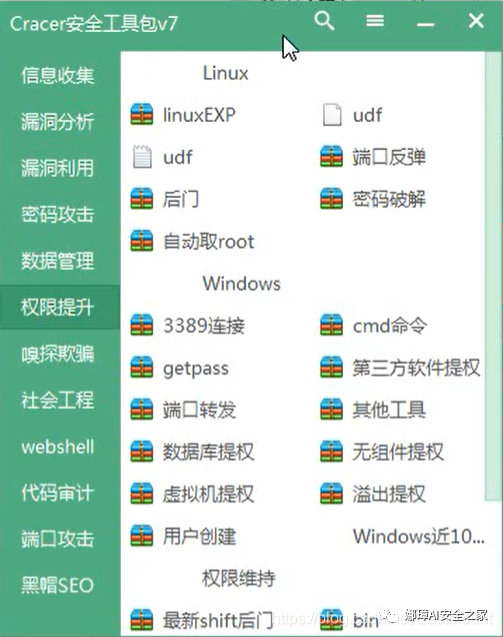 Cracer安全工具包v7
信息收集
漏洞分析
漏洞利用
密码攻击
数据管理
权限提升
嗅探欺骗
社会工程
webshell
代码审计
端口攻击
黑帽SEO
Linux
linuxEXP
udf
udf
端口反弹
后门
密码破解
自动取root
Windows
3389连接
cmd命令
getpass
第三方软件提权
端口转发
其他工具
数据库提权
无组件提权
虚拟机提权
溢出提权
用户创建
Windows近10...
权限维持
最新shift后门
bin
娜璋AI安全之家